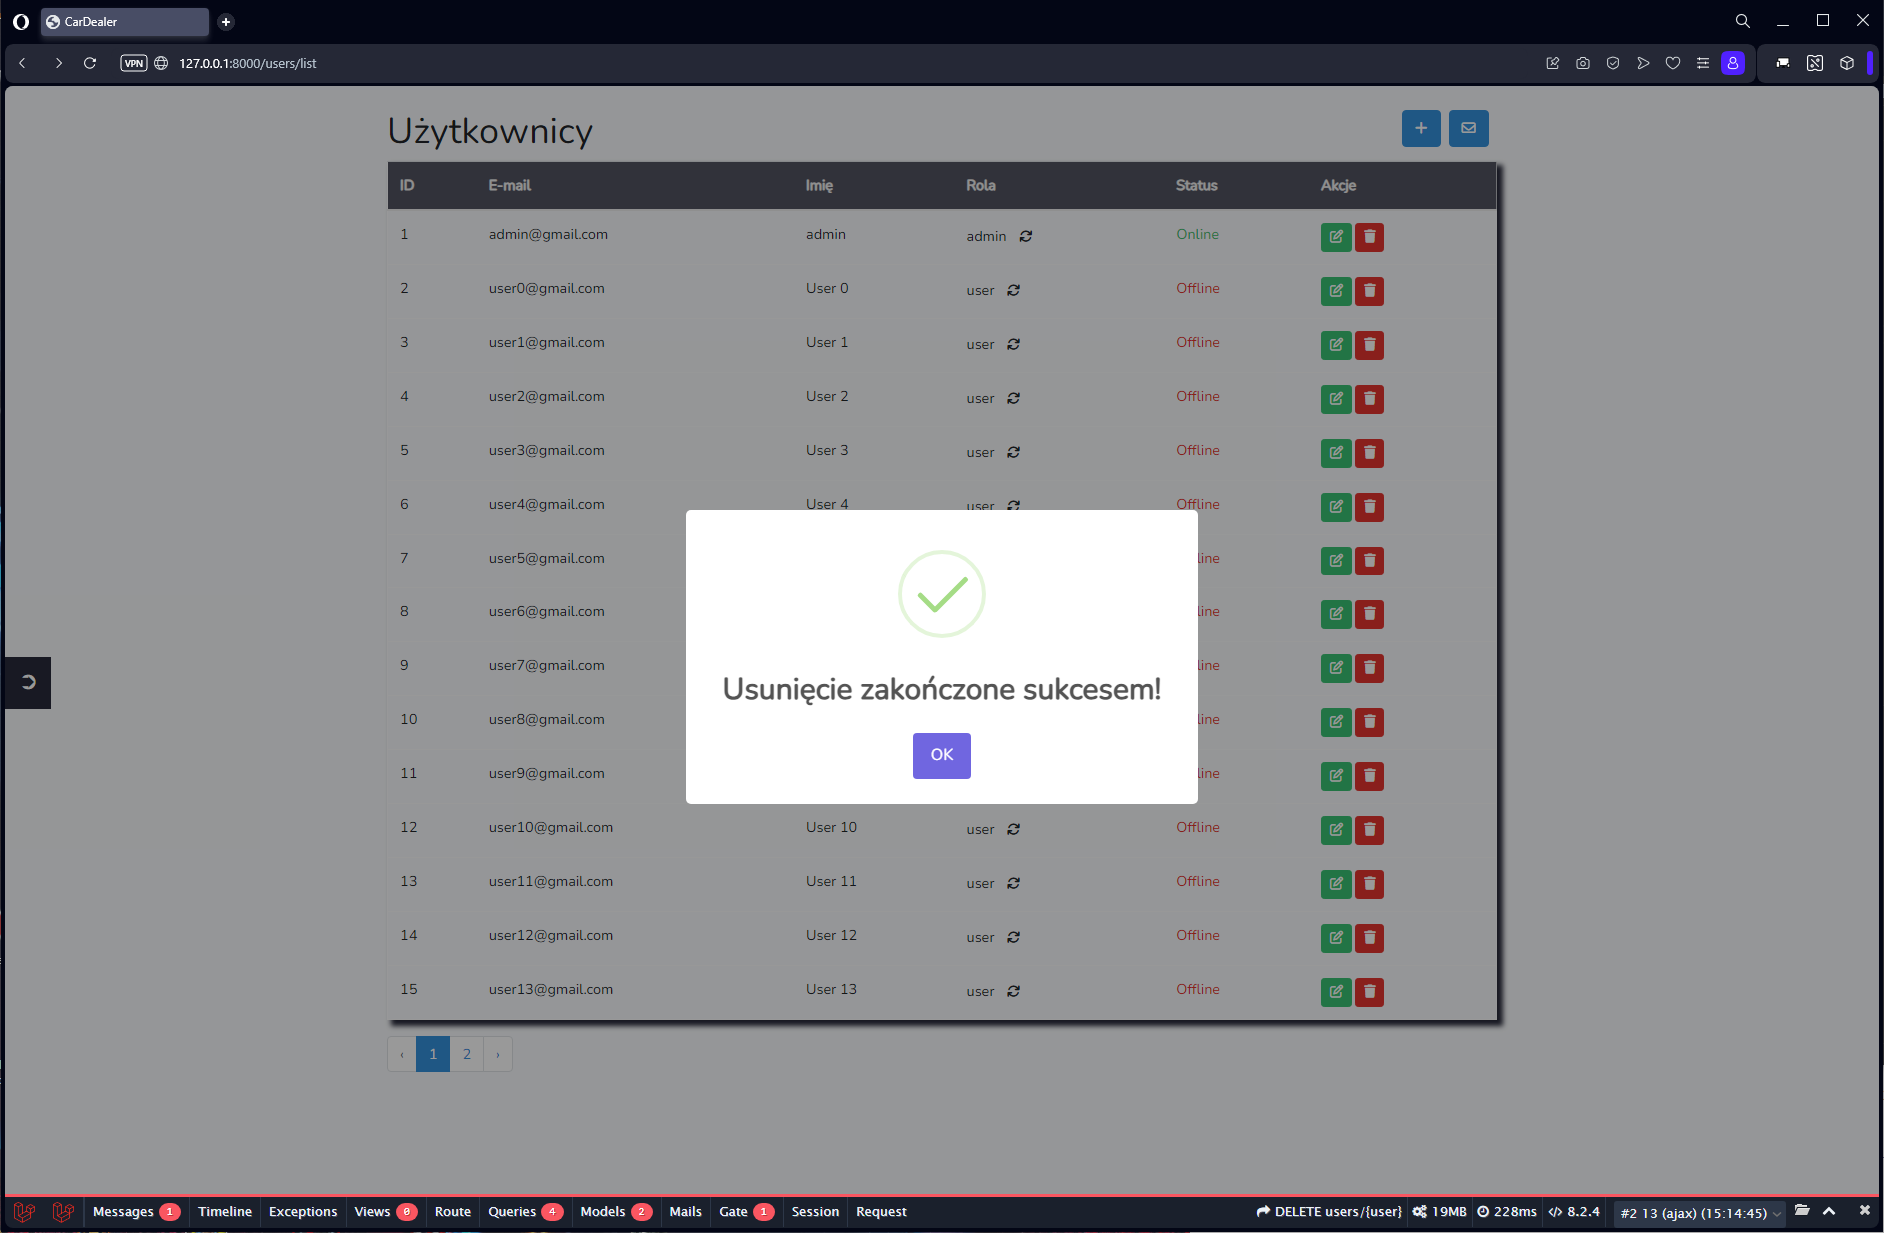 CarDealer
VPN 127.0.0.1:8000/users/list
Użytkownicy
ID E-mail Imię Rola Status Akcje
1 admin@gmail.com admin admin Online
2 user0@gmail.com User 0 user Offline
3 user1@gmail.com User 1 user Offline
4 user2@gmail.com User 2 user Offline
5 user3@gmail.com User 3 user Offline
6 user4@gmail.com User 4 user Offline
7 user5@gmail.com line
8 user6@gmail.com line
9 user7@gmail.com line
10 user8@gmail.com line
11 user9@gmail.com line
Usunięcie zakończone sukcesem!
OK
12 user10@gmail.com User 10 user Offline
13 user11@gmail.com User 11 user Offline
14 user12@gmail.com User 12 user Offline
15 user13@gmail.com User 13 user Offline
‹ 1 2 ›
Messages 1 Timeline Exceptions Views 0 Route Queries 4 Models 2 Mails Gate 1 Session Request DELETE users/{user} 19MB 228ms 8.2.4 #2 13 (ajax) (15:14:45)